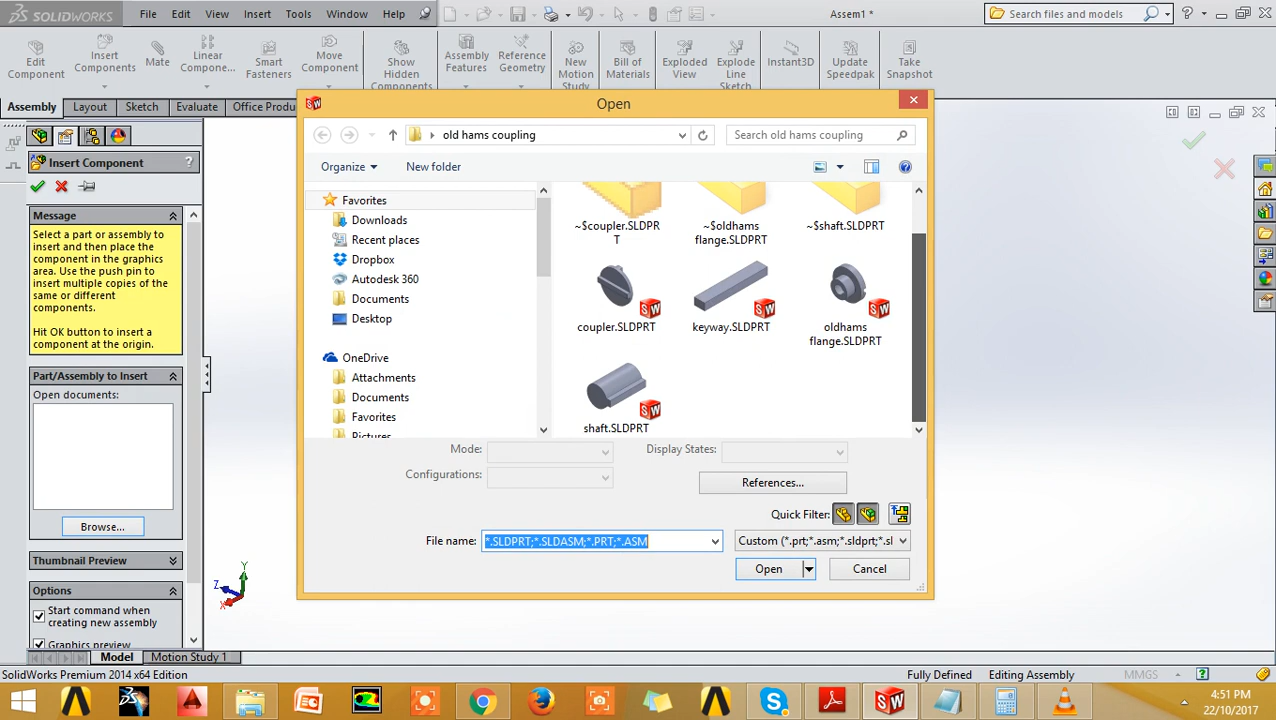 SOLIDWORKS File Edit View Insert Tools Window Help Assem1 * Search files and models ?
Edit Component
Insert Components
Mate
Linear Compone...
Smart Fasteners
Move Component
Show Hidden Components
Assembly Features
Reference Geometry
New Motion Study
Bill of Materials
Exploded View
Explode Line Sketch
Instant3D
Update Speedpak
Take Snapshot
Assembly Layout Sketch Evaluate Office Produ
Insert Component ?
Message
Select a part or assembly to
insert and then place the
component in the graphics
area. Use the push pin to
insert multiple copies of the
same or different
components.
Hit OK button to insert a
component at the origin.
Part/Assembly to Insert
Open documents:
Browse...
Thumbnail Preview
Options
Start command when
creating new assembly
Graphics preview
Open
old hams coupling Search old hams coupling
Organize New folder
Favorites
Downloads
Recent places
Dropbox
Autodesk 360
Documents
Desktop
OneDrive
Attachments
Documents
Favorites
Pictures
~$coupler.SLDPR
T
~$oldhams
flange.SLDPRT
~$shaft.SLDPRT
coupler.SLDPRT
keyway.SLDPRT
oldhams
flange.SLDPRT
shaft.SLDPRT
Mode: Display States:
Configurations:
References...
Quick Filter:
File name: *.SLDPRT;*.SLDASM;*.PRT;*.ASM Custom (*.prt;*.asm;*.sldprt;*.sl
Open Cancel
Y
Z
X
Model Motion Study 1
SolidWorks Premium 2014 x64 Edition Fully Defined Editing Assembly MMGS ?
4:51 PM
22/10/2017